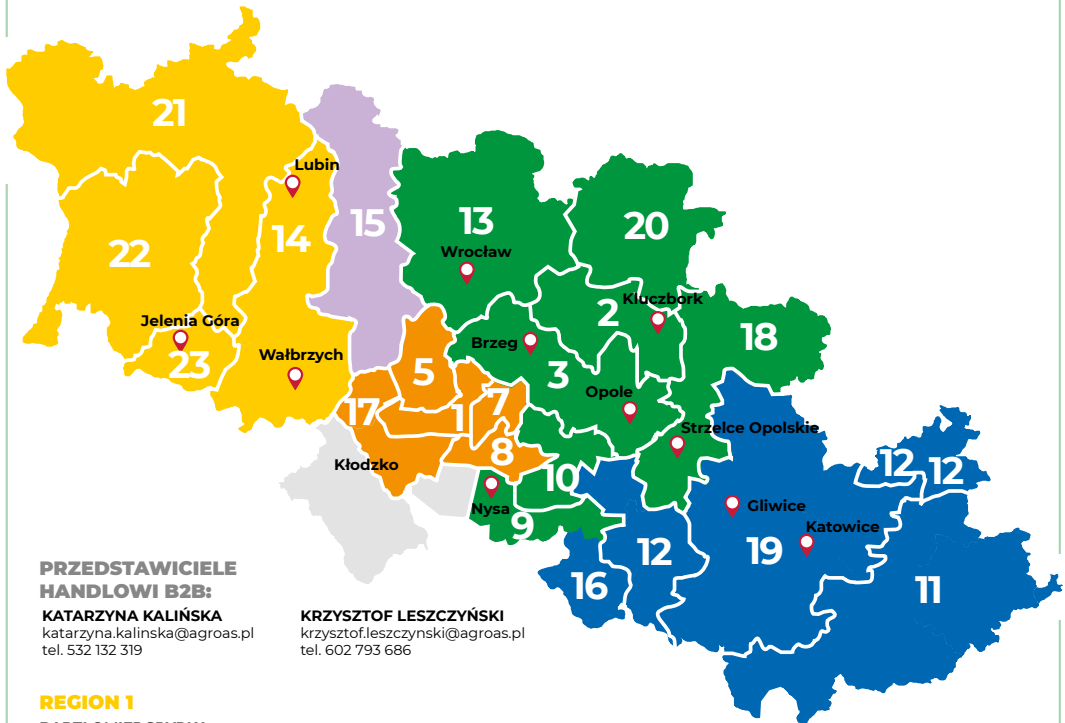 21
Lubin
22
14
15
13
Wrocław
20
Jelenia Góra
23
Wałbrzych
Brzeg
2
Kluczbork
18
3
5
Opole
17
1
7
8
Strzelce Opolskie
Kłodzko
10
Nysa
9
12
12
Gliwice
Katowice
19
12
16
11
PRZEDSTAWICIELE
HANDLOWI B2B:
KATARZYNA KALIŃSKA
katarzyna.kalinska@agroas.pl
tel. 532 132 319
KRZYSZTOF LESZCZYŃSKI
krzysztof.leszczynski@agroas.pl
tel. 602 793 686
REGION 1